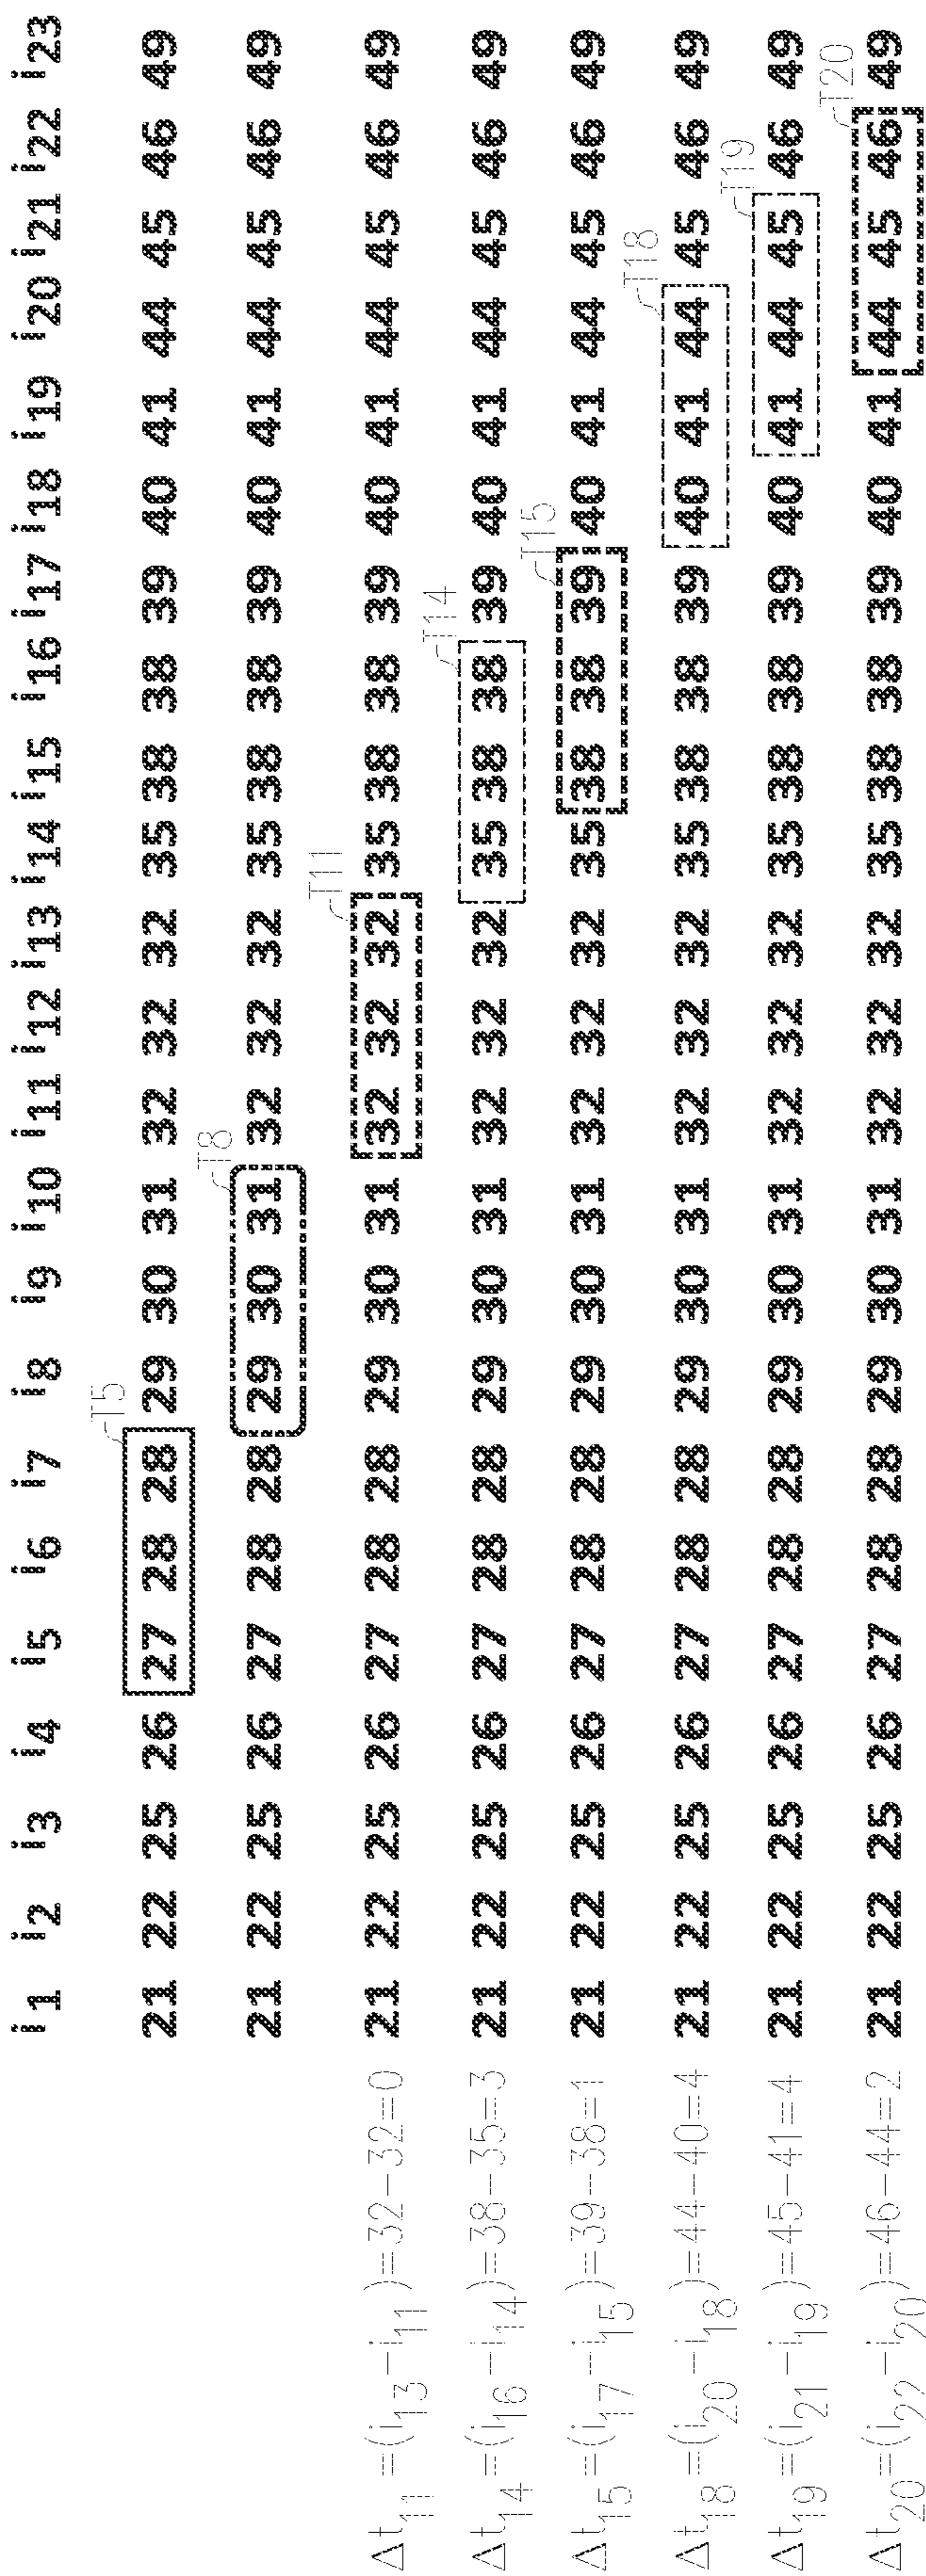 i1 i2 i3 i4 i5 i6 i7 i8 i9 i10 i11 i12 i13 i14 i15 i16 i17 i18 i19 i20 i21 i22 i23
T5
21 22 25 26 27 28 28 29 30 31 32 32 32 35 38 38 39 40 41 44 45 46 49
T8
21 22 25 26 27 28 28 29 30 31 32 32 32 35 38 38 39 40 41 44 45 46 49
T11
Δt11=(i13-i11)=32-32=0 21 22 25 26 27 28 28 29 30 31 32 32 32 35 38 38 39 40 41 44 45 46 49
T14
Δt14=(i16-i14)=38-35=3 21 22 25 26 27 28 28 29 30 31 32 32 32 35 38 38 39 40 41 44 45 46 49
T15
Δt15=(i17-i15)=39-38=1 21 22 25 26 27 28 28 29 30 31 32 32 32 35 38 38 39 40 41 44 45 46 49
T18
Δt18=(i20-i18)=44-40=4 21 22 25 26 27 28 28 29 30 31 32 32 32 35 38 38 39 40 41 44 45 46 49
T19
Δt19=(i21-i19)=45-41=4 21 22 25 26 27 28 28 29 30 31 32 32 32 35 38 38 39 40 41 44 45 46 49
T20
Δt20=(i22-i20)=46-44=2 21 22 25 26 27 28 28 29 30 31 32 32 32 35 38 38 39 40 41 44 45 46 49